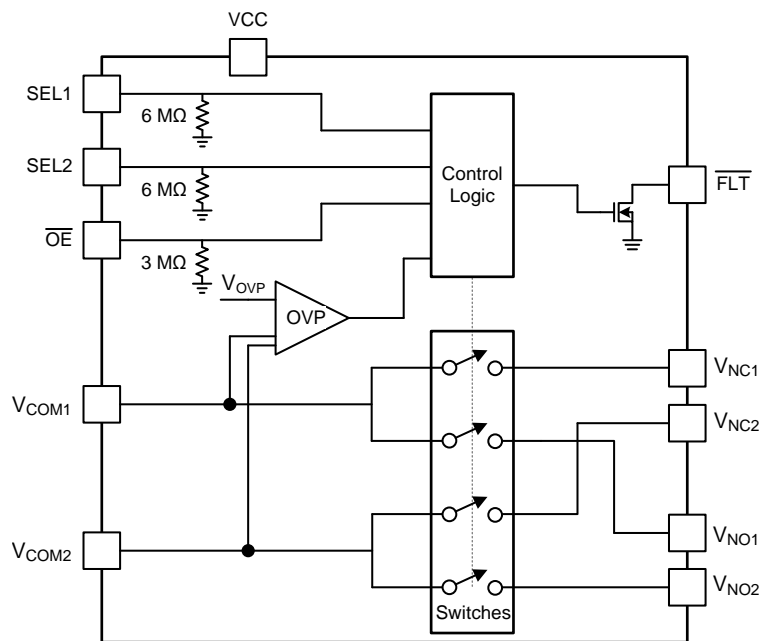 VCC
SEL1
6 MΩ
SEL2
6 MΩ
Control
Logic
FLT
OE
3 MΩ
VOVP
OVP
VNC1
VCOM1
VNC2
VCOM2
VNO1
VNO2
Switches